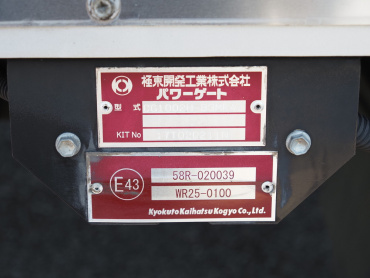 極東開発工業株式会社
パワーゲート
型 式
KIT No
E43
58R-020039
WR25-0100
Kyokuto Kaihatsu Kogyo Co., Ltd.